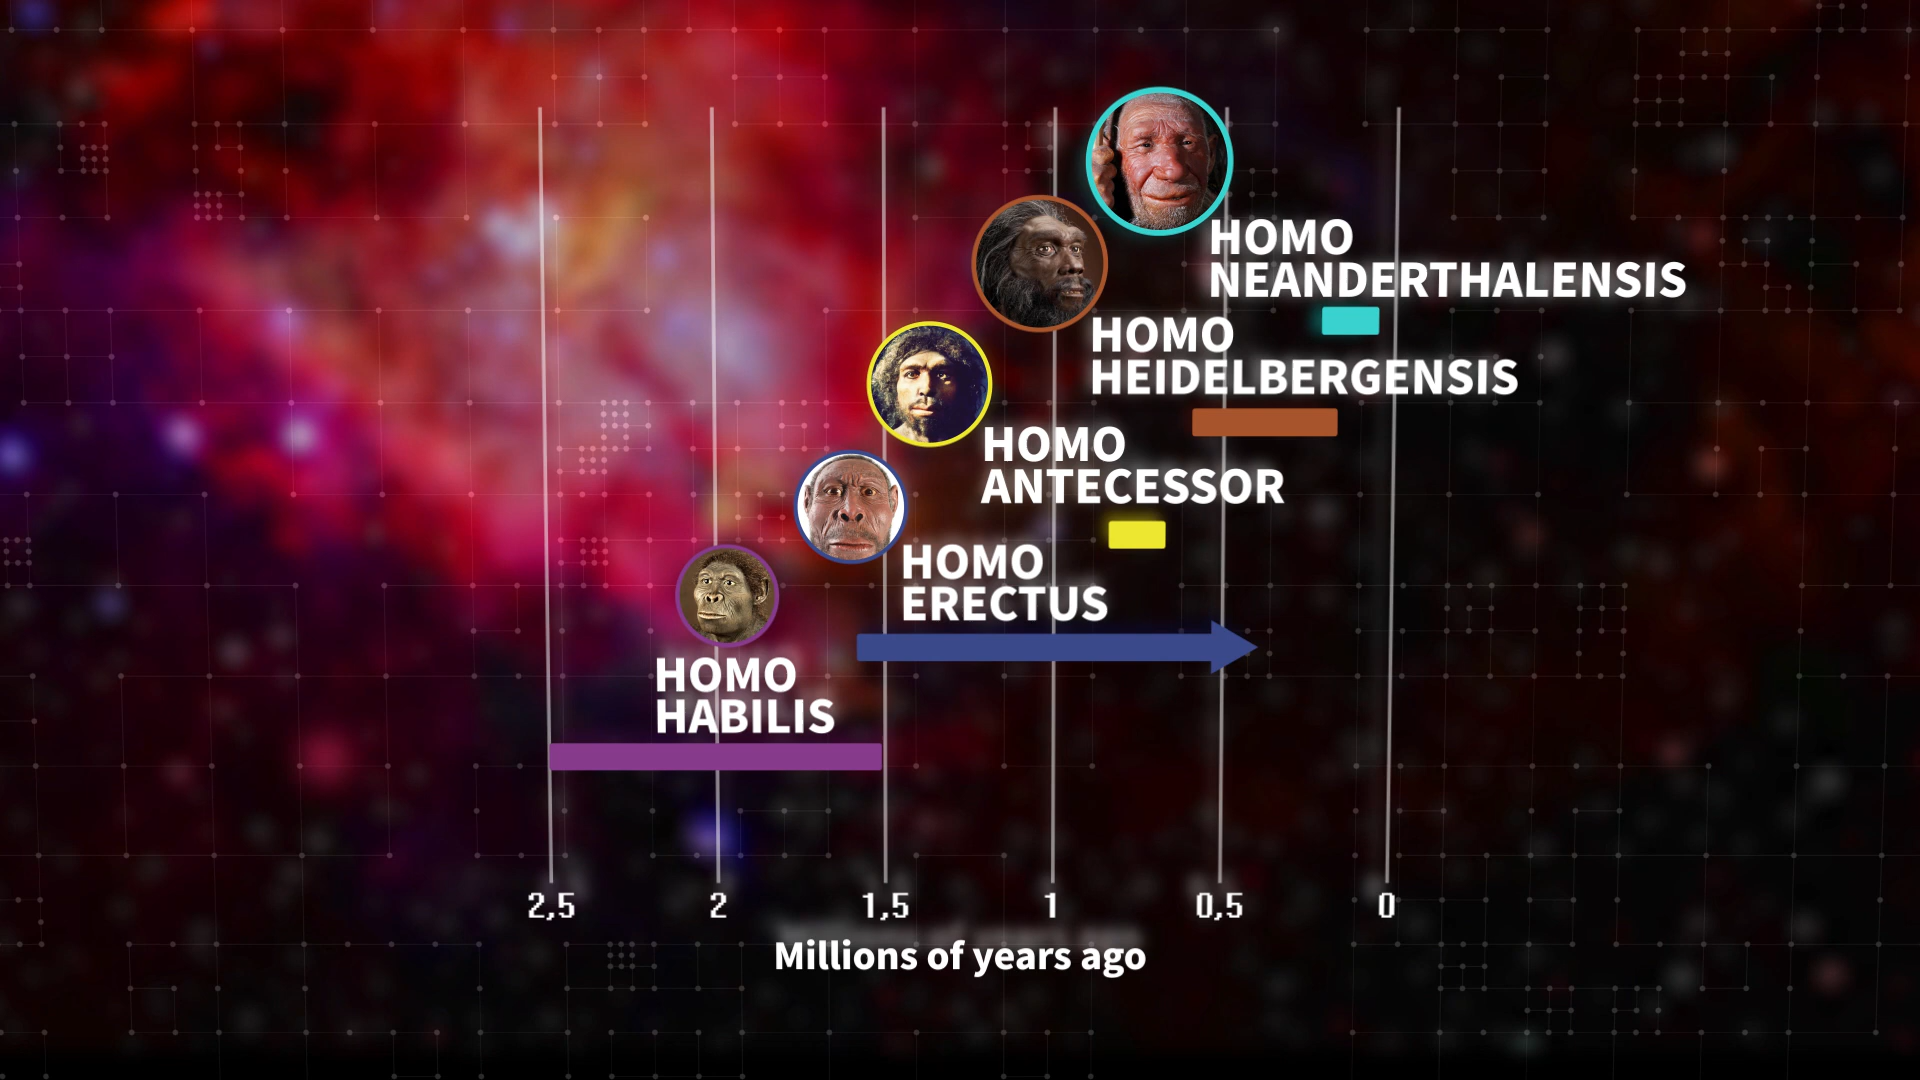 HOMO
NEANDERTHALENSIS
HOMO
HEIDELBERGENSIS
HOMO
ANTECESSOR
HOMO
ERECTUS
HOMO
HABILIS
2,5 2 1,5 1 0,5 0
Millions of years ago